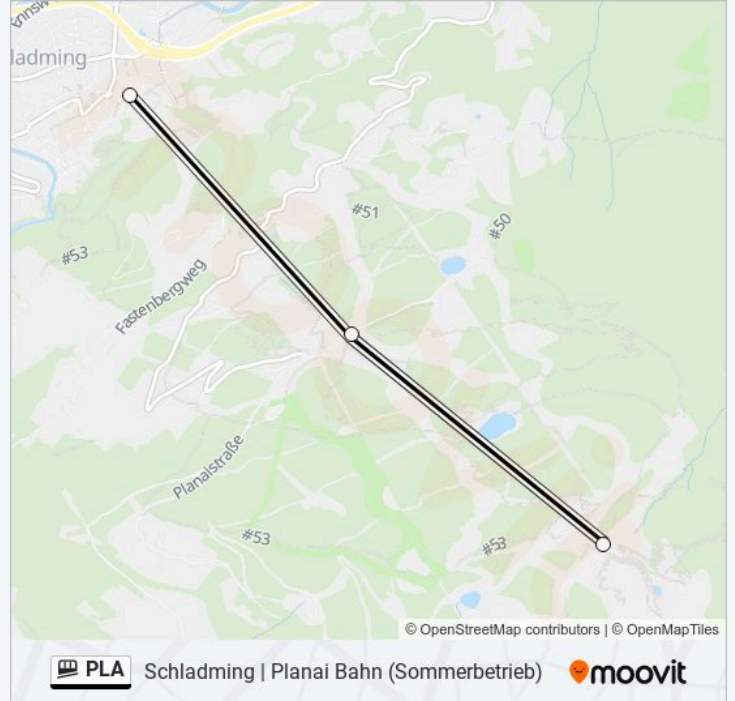 ladming
#51
#50
#53
Fastenbergweg
Planaistraße
#53
#53
© OpenStreetMap contributors | © OpenMapTiles
PLA Schladming | Planai Bahn (Sommerbetrieb) moovit